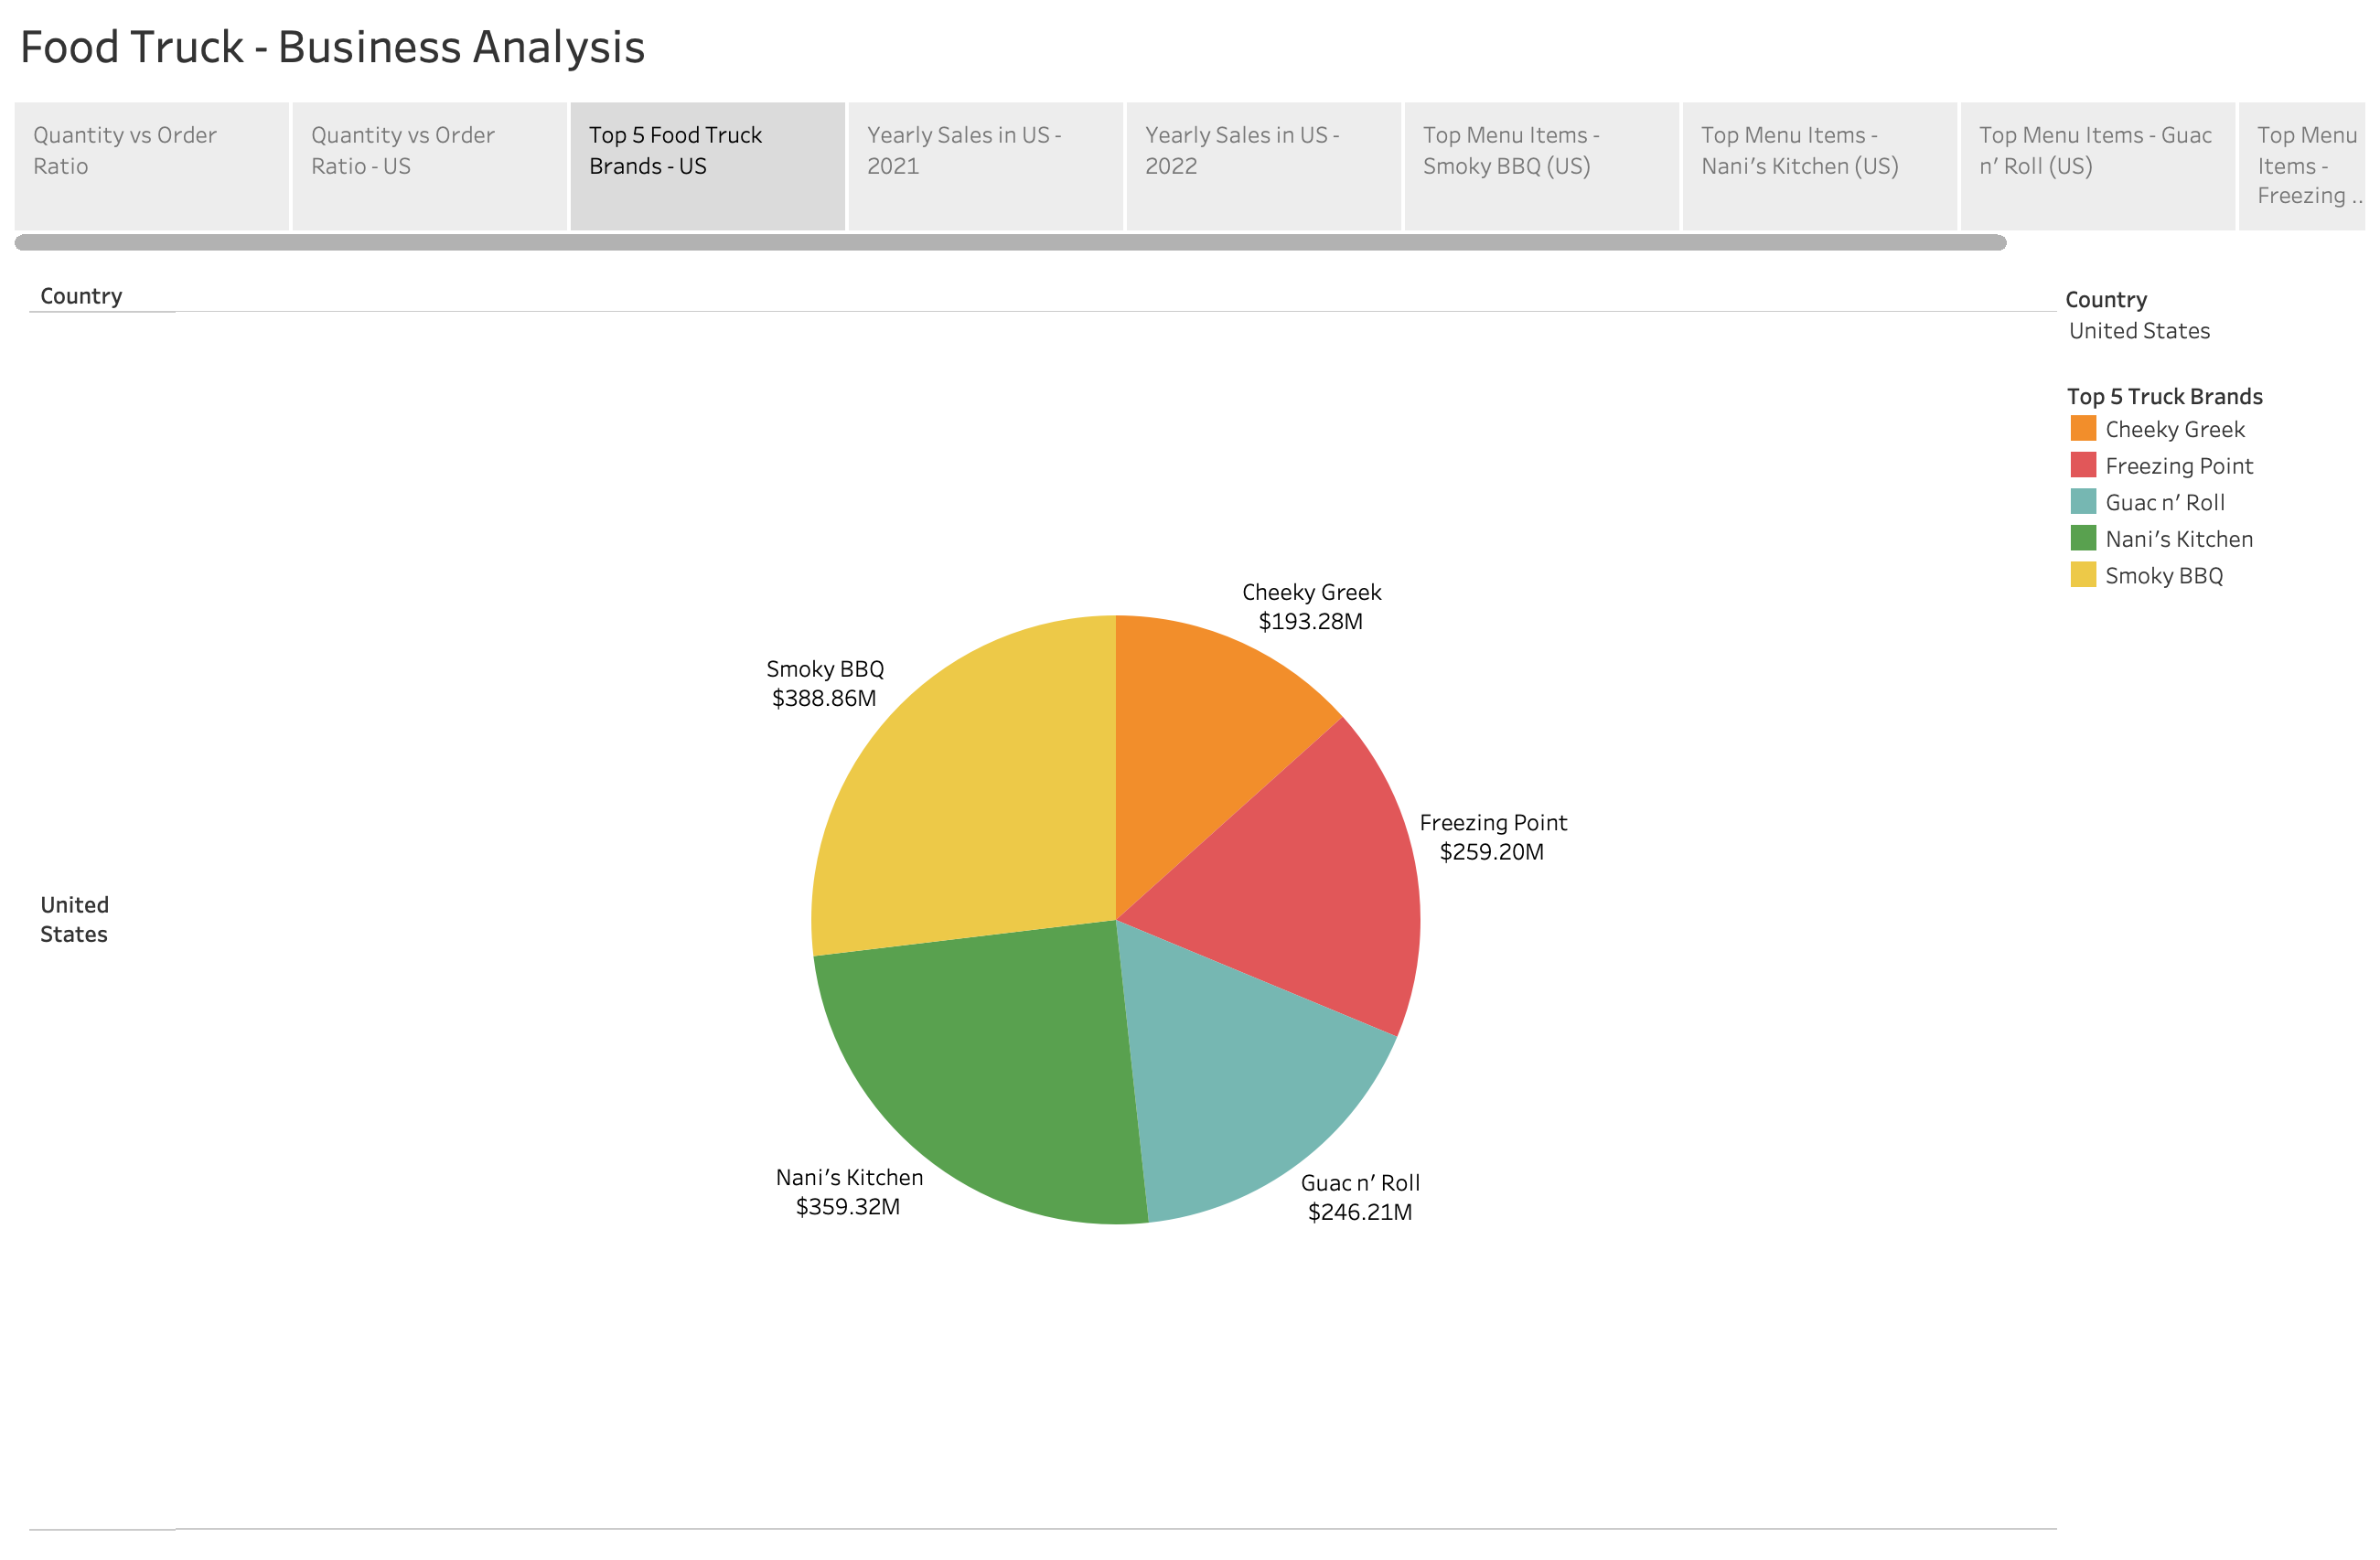 Food Truck - Business Analysis
Quantity vs Order
Ratio
Quantity vs Order
Ratio - US
Top 5 Food Truck
Brands - US
Yearly Sales in US -
2021
Yearly Sales in US -
2022
Top Menu Items -
Smoky BBQ (US)
Top Menu Items -
Nani's Kitchen (US)
Top Menu Items - Guac
n' Roll (US)
Top Menu
Items -
Freezing ..
Country
United
States
Cheeky Greek
$193.28M
Smoky BBQ
$388.86M
Freezing Point
$259.20M
Nani's Kitchen
$359.32M
Guac n' Roll
$246.21M
Country
United States
Top 5 Truck Brands
Cheeky Greek
Freezing Point
Guac n' Roll
Nani's Kitchen
Smoky BBQ